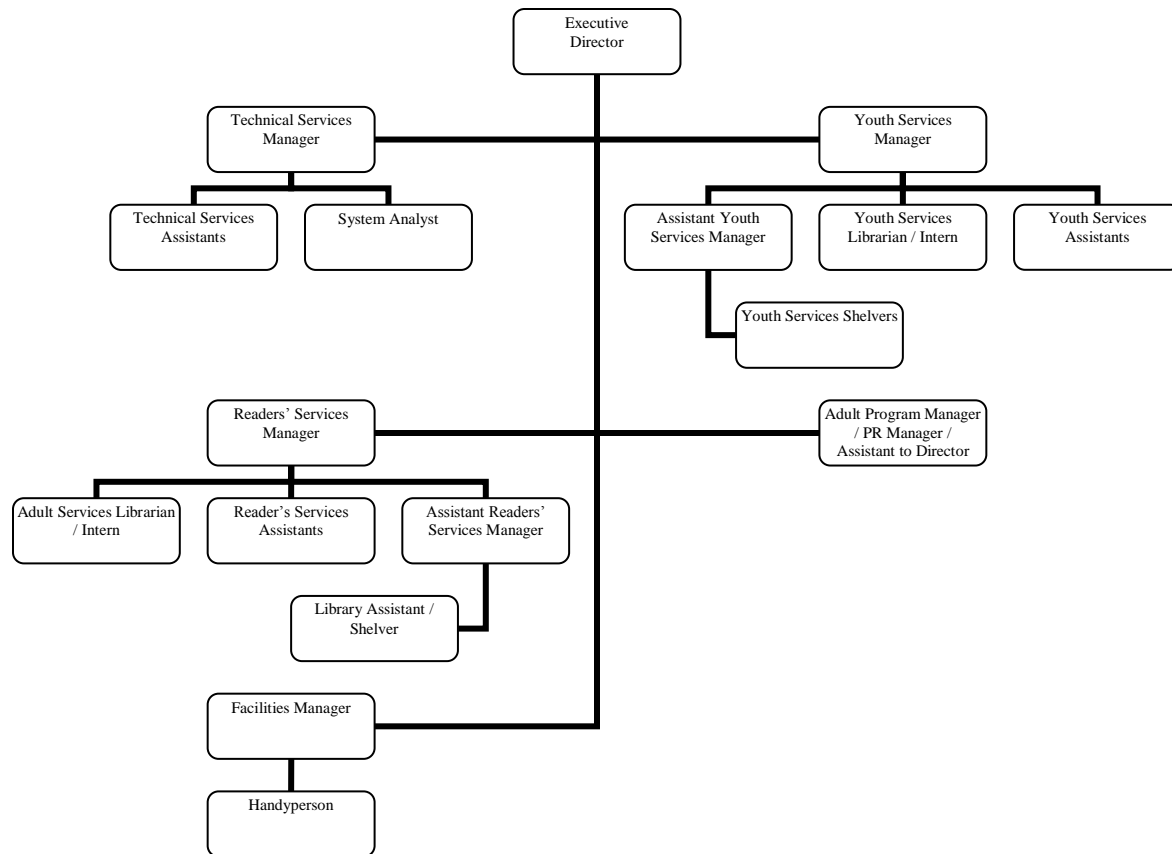 Executive
Director
Technical Services
Manager
Youth Services
Manager
Technical Services
Assistants
System Analyst
Assistant Youth
Services Manager
Youth Services
Librarian / Intern
Youth Services
Assistants
Youth Services Shelvers
Readers’ Services
Manager
Adult Program Manager
/ PR Manager /
Assistant to Director
Adult Services Librarian
/ Intern
Reader’s Services
Assistants
Assistant Readers’
Services Manager
Library Assistant /
Shelver
Facilities Manager
Handyperson